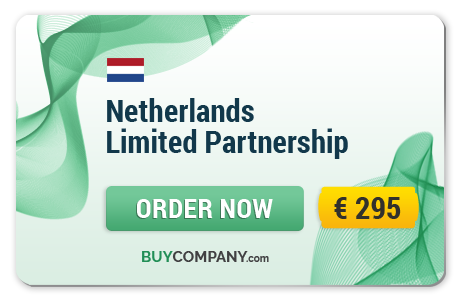 Netherlands
Limited Partnership
ORDER NOW
€ 295
BUYCOMPANY.com